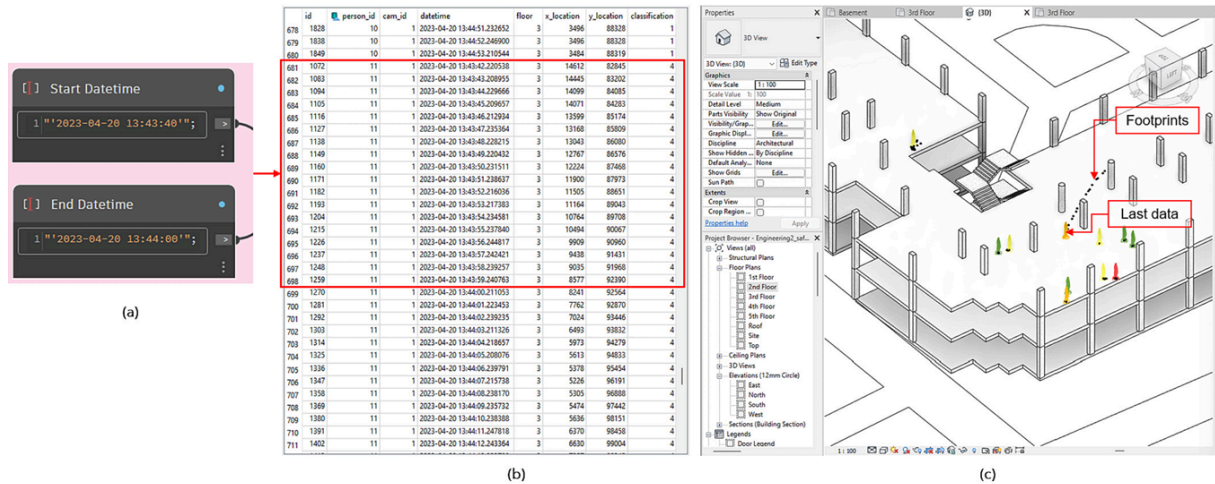 [I] Start Datetime
1 "'2023-04-20 13:43:40'";
>
[I] End Datetime
1 "'2023-04-20 13:44:00'";
>
(a)
id person_id cam_id datetime floor x_location y_location classification
678 1828 10 1 2023-04-20 13:44:51.232652 3 3496 88328 1
679 1838 10 1 2023-04-20 13:44:52.246900 3 3496 88328 1
680 1849 10 1 2023-04-20 13:44:53.210544 3 3484 88319 1
681 1072 11 1 2023-04-20 13:43:42.220538 3 14612 82845 4
682 1083 11 1 2023-04-20 13:43:43.208955 3 14445 83202 4
683 1094 11 1 2023-04-20 13:43:44.229666 3 14099 84085 4
684 1105 11 1 2023-04-20 13:43:45.209657 3 14071 84283 4
685 1116 11 1 2023-04-20 13:43:46.212934 3 13599 85174 4
686 1127 11 1 2023-04-20 13:43:47.235364 3 13168 85809 4
687 1138 11 1 2023-04-20 13:43:48.228215 3 13043 86080 4
688 1149 11 1 2023-04-20 13:43:49.220432 3 12767 86576 4
689 1160 11 1 2023-04-20 13:43:50.231511 3 12224 87468 4
690 1171 11 1 2023-04-20 13:43:51.238637 3 11900 87973 4
691 1182 11 1 2023-04-20 13:43:52.216036 3 11505 88651 4
692 1193 11 1 2023-04-20 13:43:53.217383 3 11164 89043 4
693 1204 11 1 2023-04-20 13:43:54.234581 3 10764 89708 4
694 1215 11 1 2023-04-20 13:43:55.237840 3 10494 90067 4
695 1226 11 1 2023-04-20 13:43:56.244817 3 9909 90960 4
696 1237 11 1 2023-04-20 13:43:57.242421 3 9438 91431 4
697 1248 11 1 2023-04-20 13:43:58.239257 3 9035 91968 4
698 1259 11 1 2023-04-20 13:43:59.240763 3 8577 92390 4
699 1270 11 1 2023-04-20 13:44:00.211053 3 8241 92564 4
700 1281 11 1 2023-04-20 13:44:01.223453 3 7762 92870 4
701 1292 11 1 2023-04-20 13:44:02.239235 3 7024 93446 4
702 1303 11 1 2023-04-20 13:44:03.211326 3 6493 93832 4
703 1314 11 1 2023-04-20 13:44:04.218657 3 5973 94279 4
704 1325 11 1 2023-04-20 13:44:05.208076 3 5613 94833 4
705 1336 11 1 2023-04-20 13:44:06.239791 3 5378 95454 4
706 1347 11 1 2023-04-20 13:44:07.215738 3 5226 96191 4
707 1358 11 1 2023-04-20 13:44:08.238170 3 5305 96888 4
708 1369 11 1 2023-04-20 13:44:09.235732 3 5474 97442 4
709 1380 11 1 2023-04-20 13:44:10.238388 3 5636 98151 4
710 1391 11 1 2023-04-20 13:44:11.247818 3 6370 98458 4
711 1402 11 1 2023-04-20 13:44:12.243364 3 6630 99004 4
(b)
Properties X
3D View
3D View: {3D} Edit Type
Graphics
View Scale 1 : 100
Scale Value 1: 100
Detail Level Medium
Parts Visibility Show Original
Visibility/Grap... Edit...
Graphic Displ... Edit...
Discipline Architectural
Show Hidden ... By Discipline
Default Analy... None
Show Grids Edit...
Sun Path
Extents
Crop View
Crop Region ...
Properties help Apply
Project Browser - Engineering2_saf... X
Views (all)
Structural Plans
Floor Plans
1st Floor
2nd Floor
3rd Floor
4th Floor
5th Floor
Roof
Site
Top
Ceiling Plans
3D Views
Elevations (12mm Circle)
East
North
South
West
Sections (Building Section)
Legends
Door Legend
Basement 3rd Floor {3D} X 3rd Floor
LEFT
Footprints
Last data
1 : 100
(c)